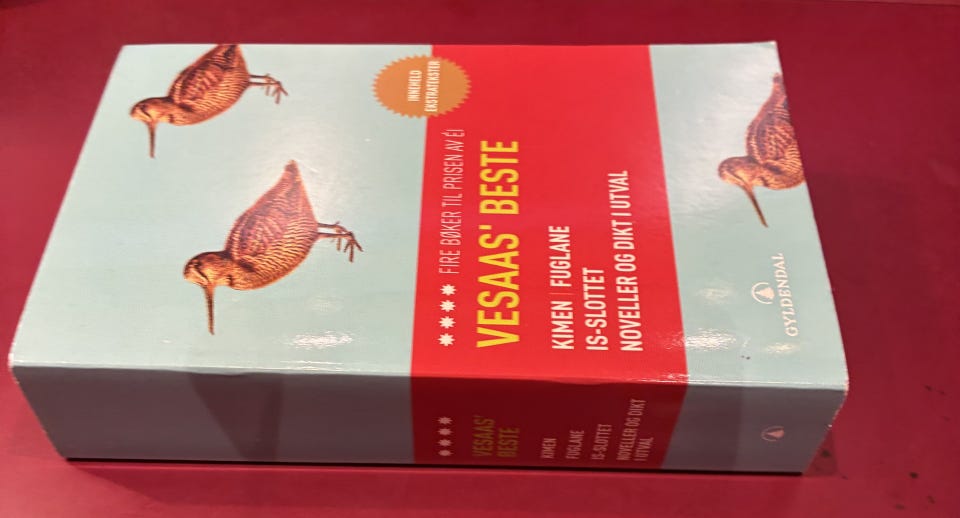 INNEHELD
EKSTRATEKSTER
FIRE BØKER TIL PRISEN AV ÉI
VESAAS' BESTE
KIMEN | FUGLANE
IS-SLOTTET
NOVELLER OG DIKT I UTVAL
GYLDENDAL
VESAAS'
BESTE
KIMEN
FUGLANE
IS-SLOTTET
NOVELLER OG DIKT
I UTVAL